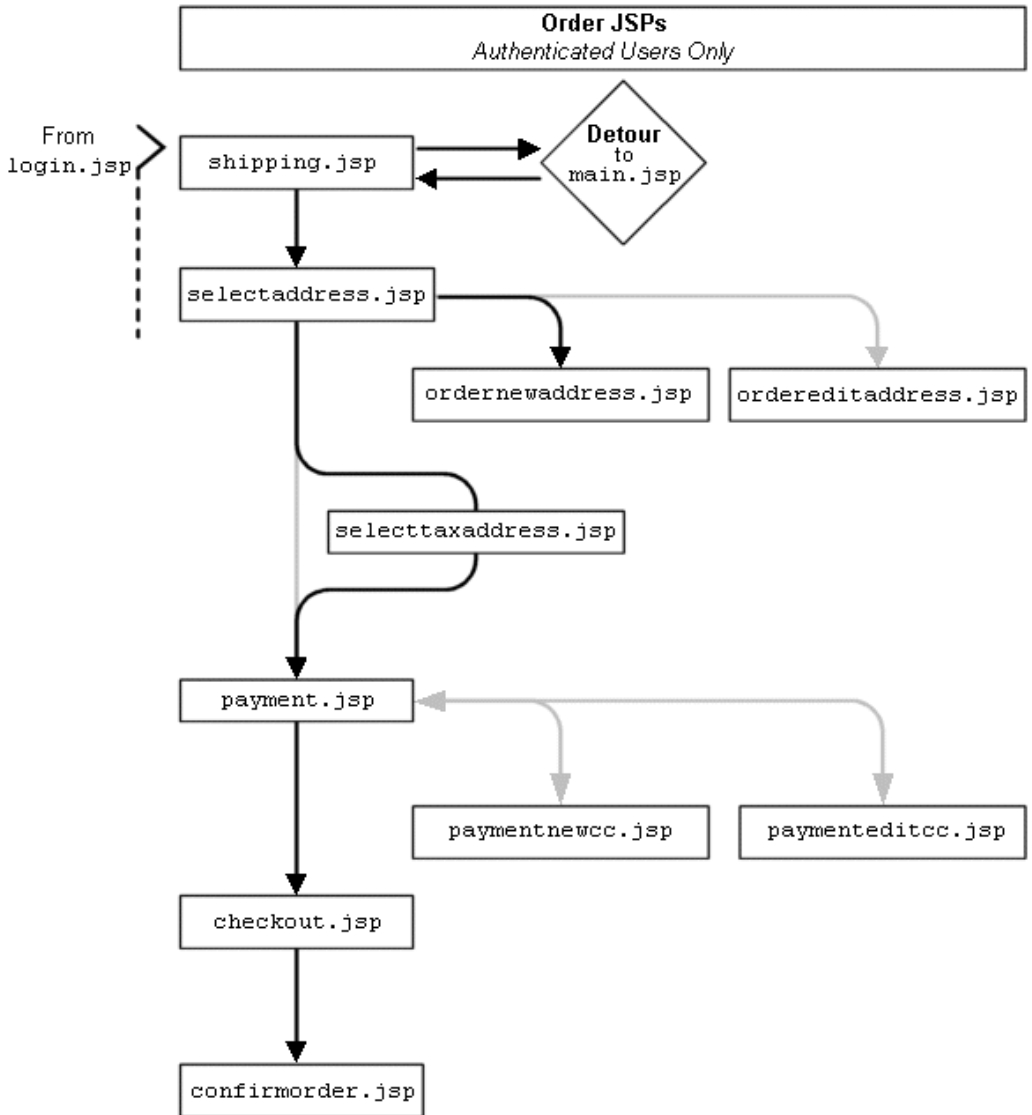 Order JSPs
Authenticated Users Only
From
login.jsp
shipping.jsp
Detour
to
main.jsp
selectaddress.jsp
ordernewaddress.jsp
ordereditaddress.jsp
selecttaxaddress.jsp
payment.jsp
paymentnewcc.jsp
paymenteditcc.jsp
checkout.jsp
confirmorder.jsp